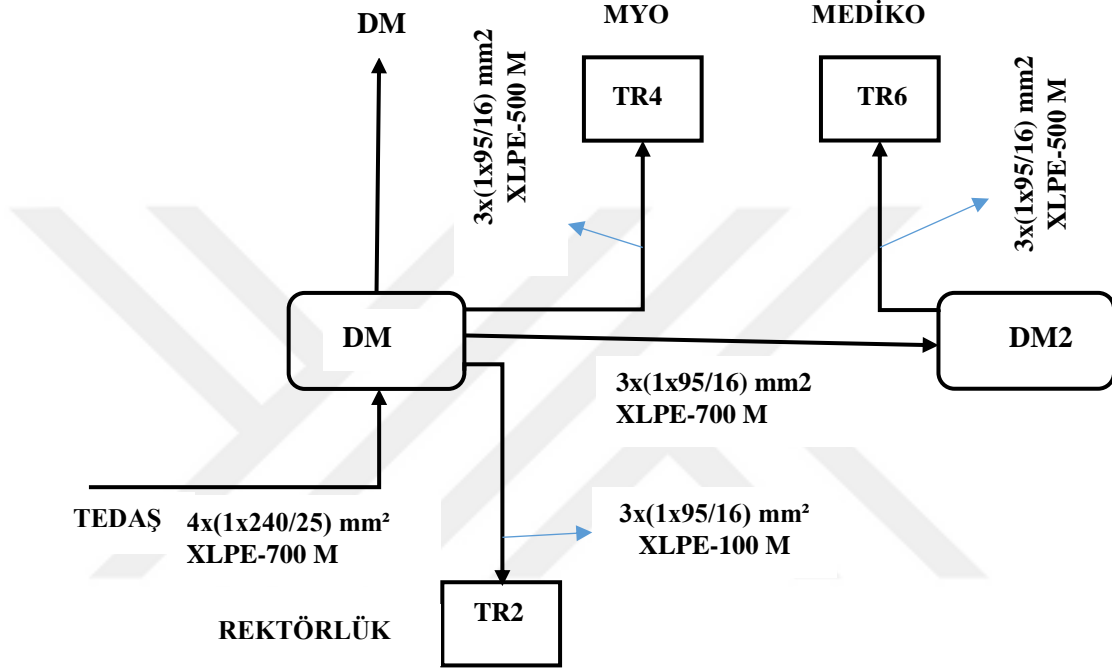 DM
MYO
MEDİKO
3x(1x95/16) mm2
XLPE-500 M
TR4
TR6
3x(1x95/16) mm2
XLPE-500 M
DM
DM2
3x(1x95/16) mm2
XLPE-700 M
TEDAŞ
4x(1x240/25) mm²
XLPE-700 M
3x(1x95/16) mm²
XLPE-100 M
TR2
REKTÖRLÜK